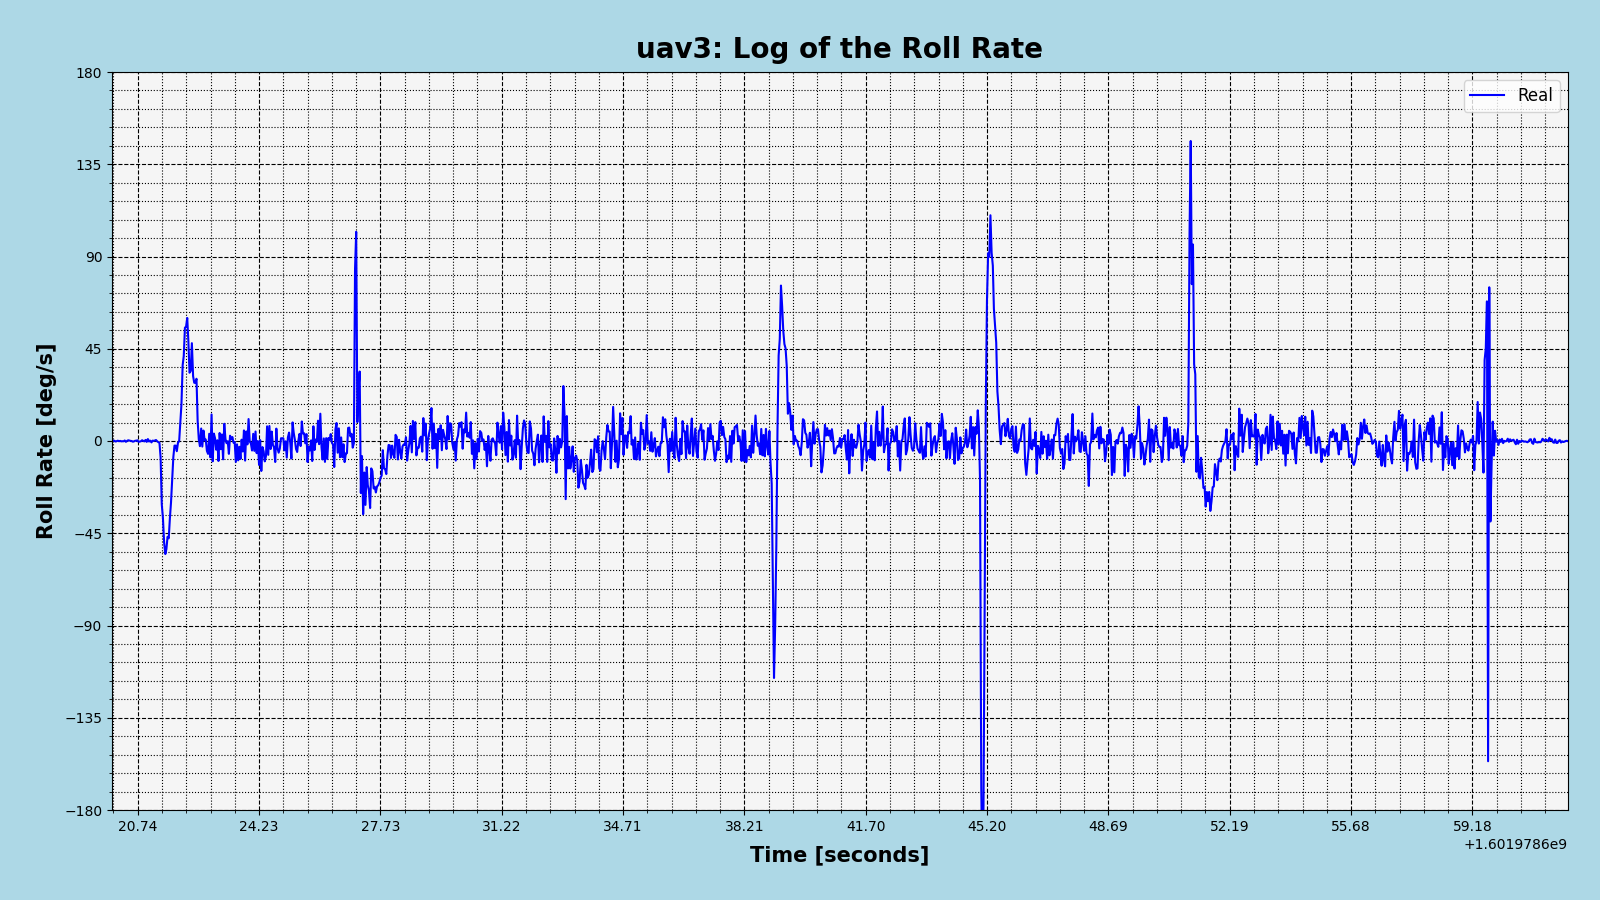 uav3: Log of the Roll Rate
Real
180
135
90
45
0
−45
−90
−135
−180
Roll Rate [deg/s]
20.74 24.23 27.73 31.22 34.71 38.21 41.70 45.20 48.69 52.19 55.68 59.18
+1.6019786e9
Time [seconds]